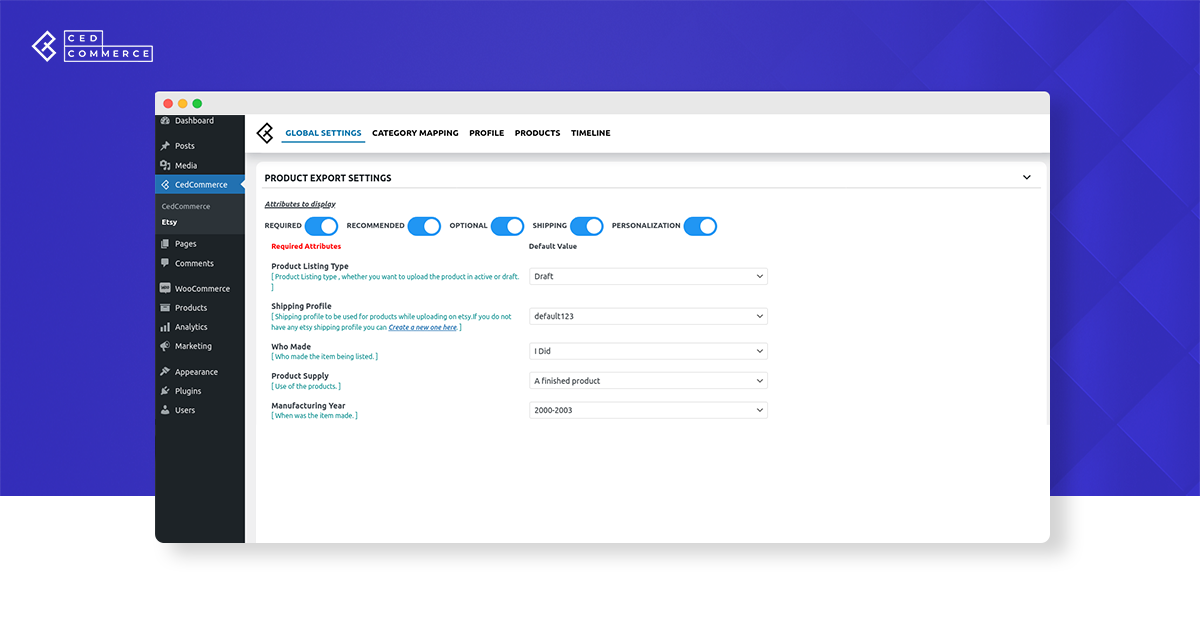 CED
COMMERCE
Dashboard
Posts
Media
CedCommerce
CedCommerce
Etsy
Pages
Comments
WooCommerce
Products
Analytics
Marketing
Appearance
Plugins
Users
GLOBAL SETTINGS CATEGORY MAPPING PROFILE PRODUCTS TIMELINE
PRODUCT EXPORT SETTINGS
Attributes to display
REQUIRED RECOMMENDED OPTIONAL SHIPPING PERSONALIZATION
Required Attributes Default Value
Product Listing Type
[ Product Listing type , whether you want to upload the product in active or draft.
]
Draft
Shipping Profile
[ Shipping profile to be used for products while uploading on etsy.If you do not
have any etsy shipping profile you can Create a new one here. ]
default123
Who Made
[ Who made the item being listed. ]
I Did
Product Supply
[ Use of the products. ]
A finished product
Manufacturing Year
[ When was the item made. ]
2000-2003